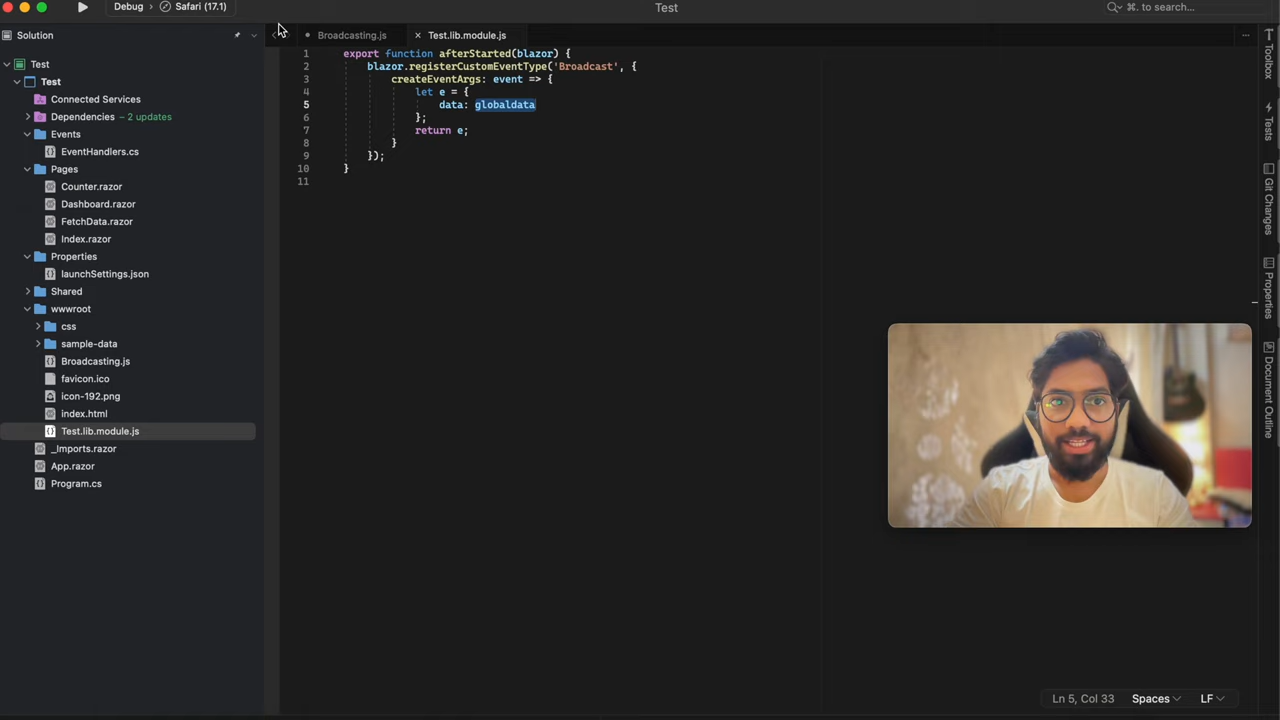 Debug › Safari (17.1)
Test
⌘. to search...
Solution
Broadcasting.js
Test.lib.module.js
Test
Test
Connected Services
Dependencies – 2 updates
Events
EventHandlers.cs
Pages
Counter.razor
Dashboard.razor
FetchData.razor
Index.razor
Properties
launchSettings.json
Shared
wwwroot
css
sample-data
Broadcasting.js
favicon.ico
icon-192.png
index.html
Test.lib.module.js
_Imports.razor
App.razor
Program.cs
1 export function afterStarted(blazor) {
2 blazor.registerCustomEventType('Broadcast', {
3 createEventArgs: event => {
4 let e = {
5 data: globaldata
6 };
7 return e;
8 }
9 });
10 }
11
Toolbox
Tests
Git Changes
Properties
Document Outline
Ln 5, Col 33 Spaces LF